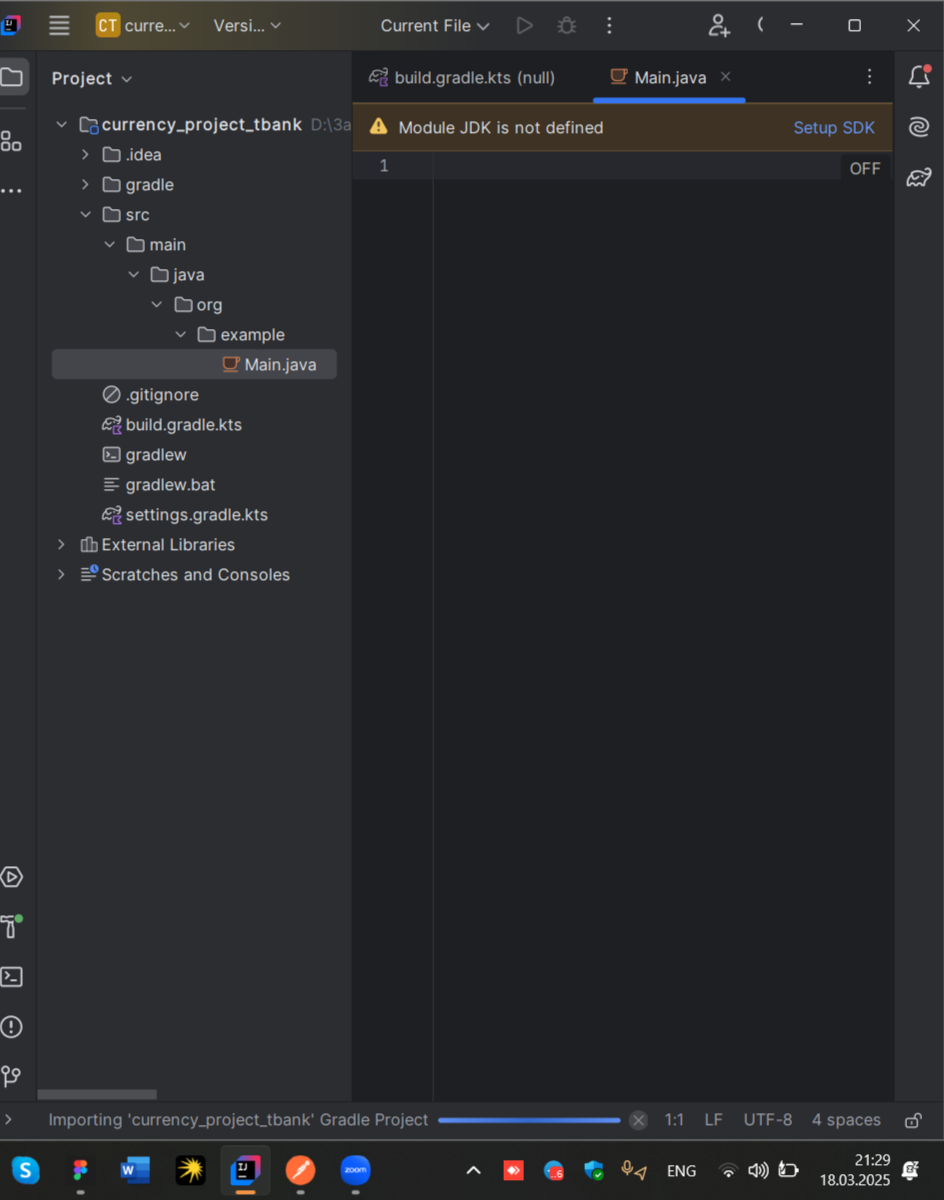 CT curre... Versi... Current File
Project
build.gradle.kts (null) Main.java
currency_project_tbank D:\3a
Module JDK is not defined Setup SDK
.idea
1 OFF
gradle
src
main
java
org
example
Main.java
.gitignore
build.gradle.kts
gradlew
gradlew.bat
settings.gradle.kts
External Libraries
Scratches and Consoles
Importing 'currency_project_tbank' Gradle Project 1:1 LF UTF-8 4 spaces
S W IJ zoom ENG 21:29
18.03.2025